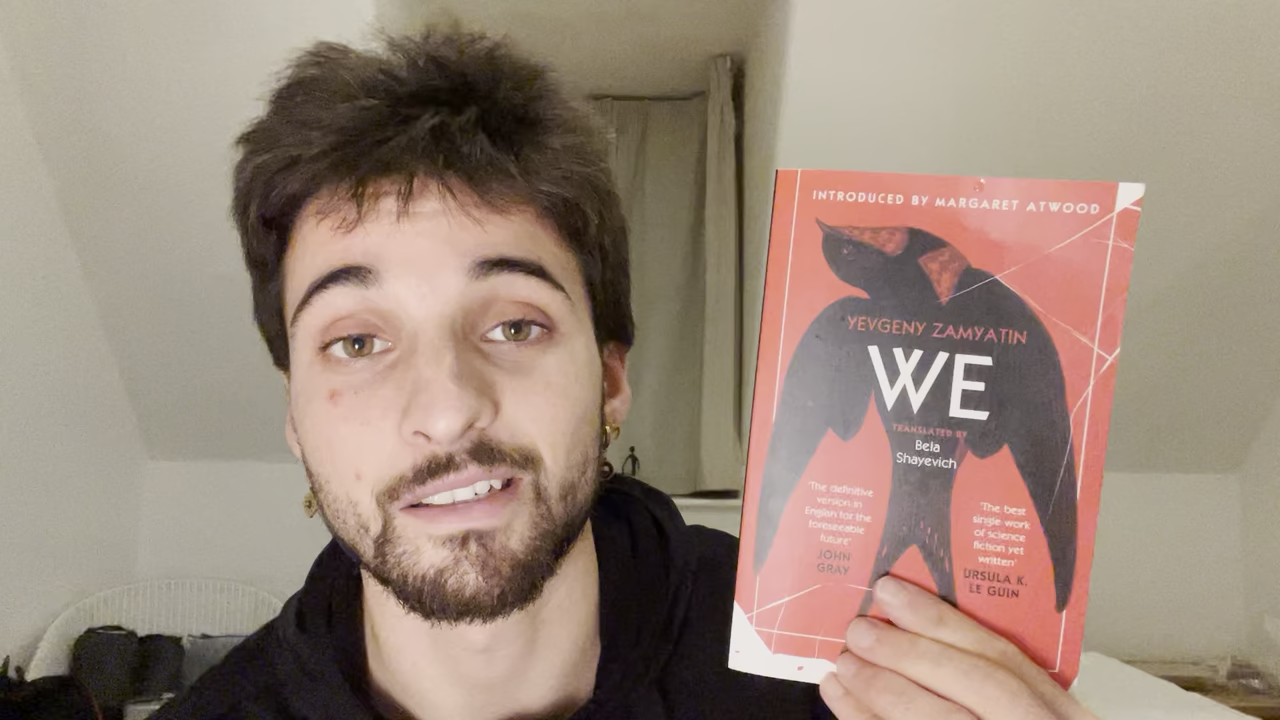 INTRODUCED BY MARGARET ATWOOD
YEVGENY ZAMYATIN
WE
TRANSLATED BY
Bela
Shayevich
'The definitive
version in
English for the
foreseeable
future'
JOHN
GRAY
'The best
single work
of science
fiction yet
written'
URSULA K.
LE GUIN